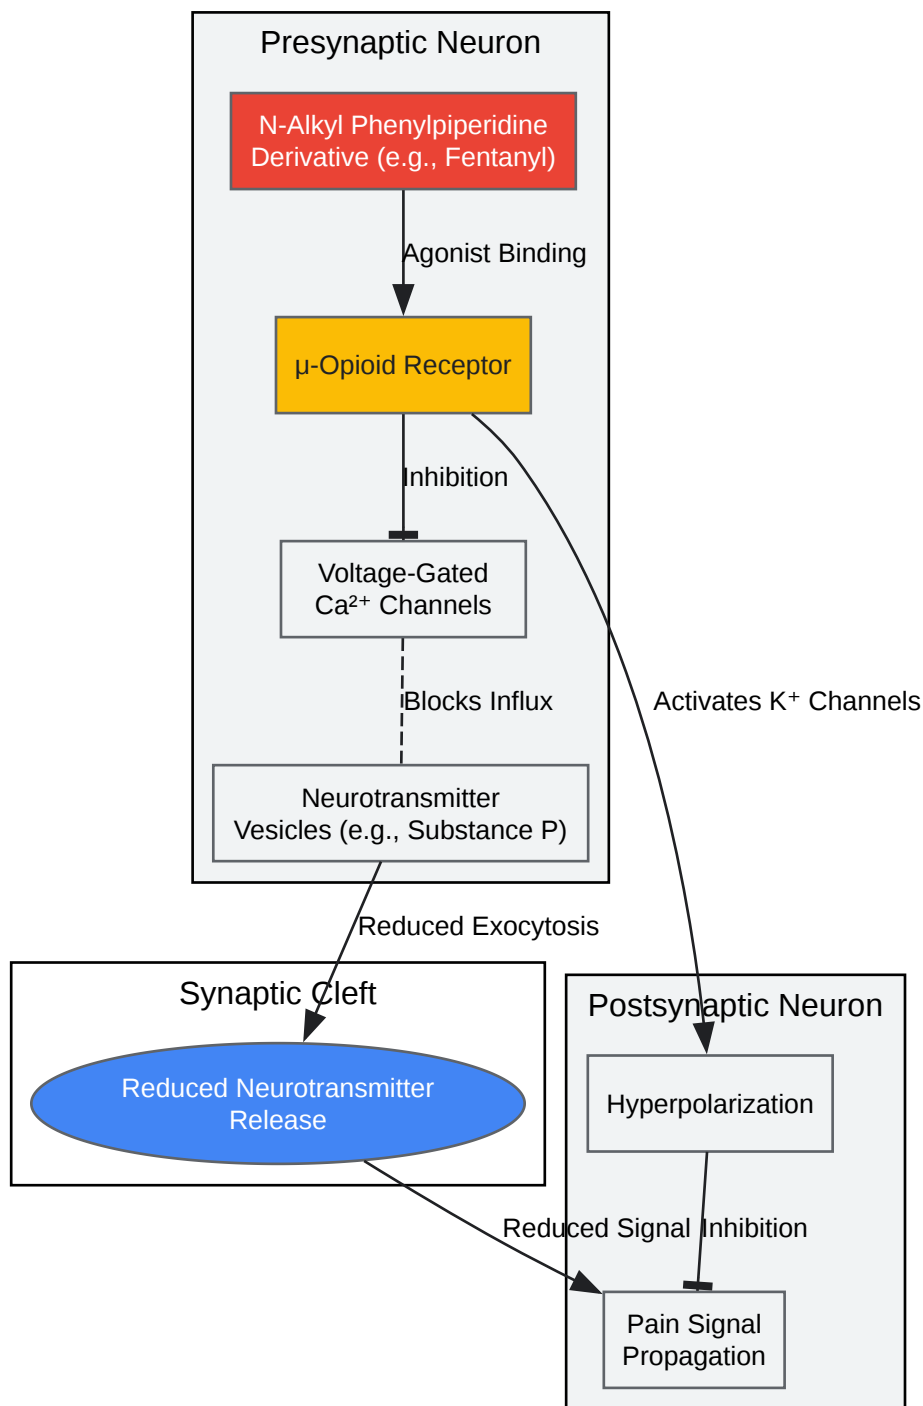 Presynaptic Neuron
N-Alkyl Phenylpiperidine
Derivative (e.g., Fentanyl)
Agonist Binding
μ-Opioid Receptor
Inhibition
Voltage-Gated
Ca²⁺ Channels
Blocks Influx
Activates K⁺ Channels
Neurotransmitter
Vesicles (e.g., Substance P)
Reduced Exocytosis
Synaptic Cleft
Postsynaptic Neuron
Reduced Neurotransmitter
Release
Hyperpolarization
Reduced Signal
Inhibition
Pain Signal
Propagation